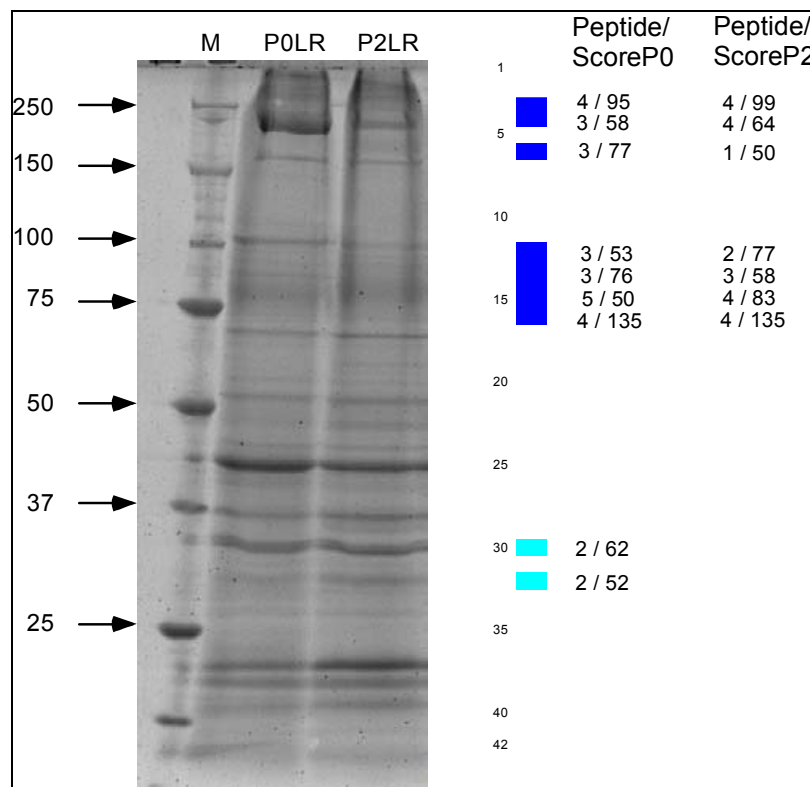 M P0LR P2LR
Peptide/ Peptide/
ScoreP0 ScoreP2
1
250 4 / 95 4 / 99
3 / 58 4 / 64
5
150 3 / 77 1 / 50
10
100 3 / 53 2 / 77
3 / 76 3 / 58
75 15 5 / 50 4 / 83
4 / 135 4 / 135
20
50
25
37
30 2 / 62
2 / 52
25 35
40
42